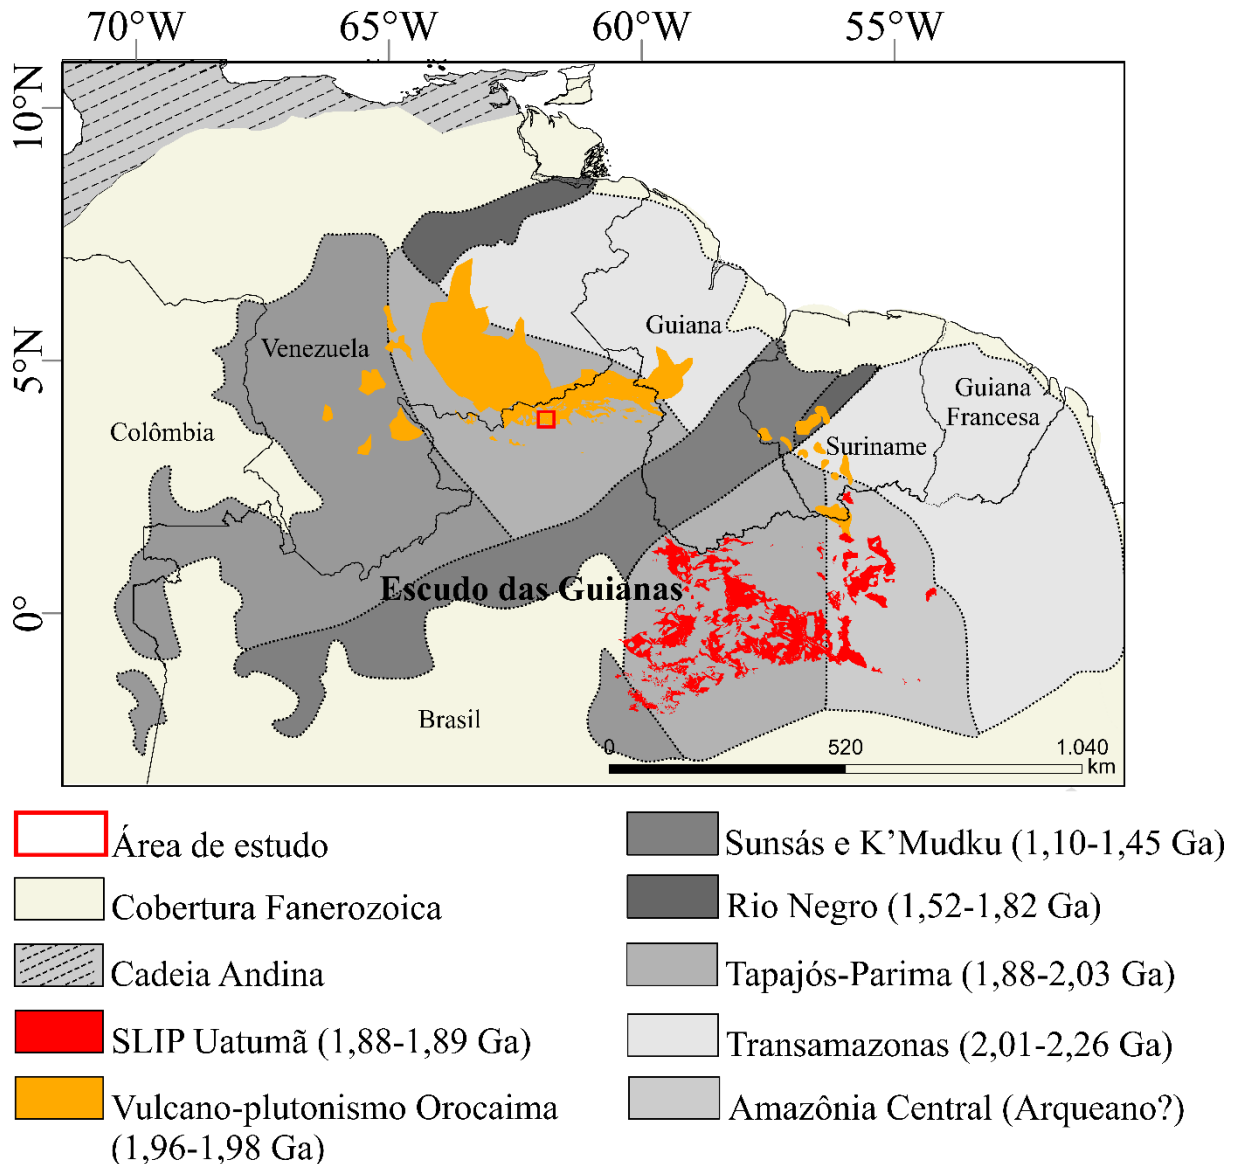 70°W 65°W 60°W 55°W
10°N
5°N
0°
Venezuela
Guiana
Guiana
Francesa
Colômbia
Suriname
Escudo das Guianas
Brasil
0 520 1.040
km
Área de estudo
Cobertura Fanerozoica
Cadeia Andina
SLIP Uatumã (1,88-1,89 Ga)
Vulcano-plutonismo Orocaima
(1,96-1,98 Ga)
Sunsás e K’Mudku (1,10-1,45 Ga)
Rio Negro (1,52-1,82 Ga)
Tapajós-Parima (1,88-2,03 Ga)
Transamazonas (2,01-2,26 Ga)
Amazônia Central (Arqueano?)